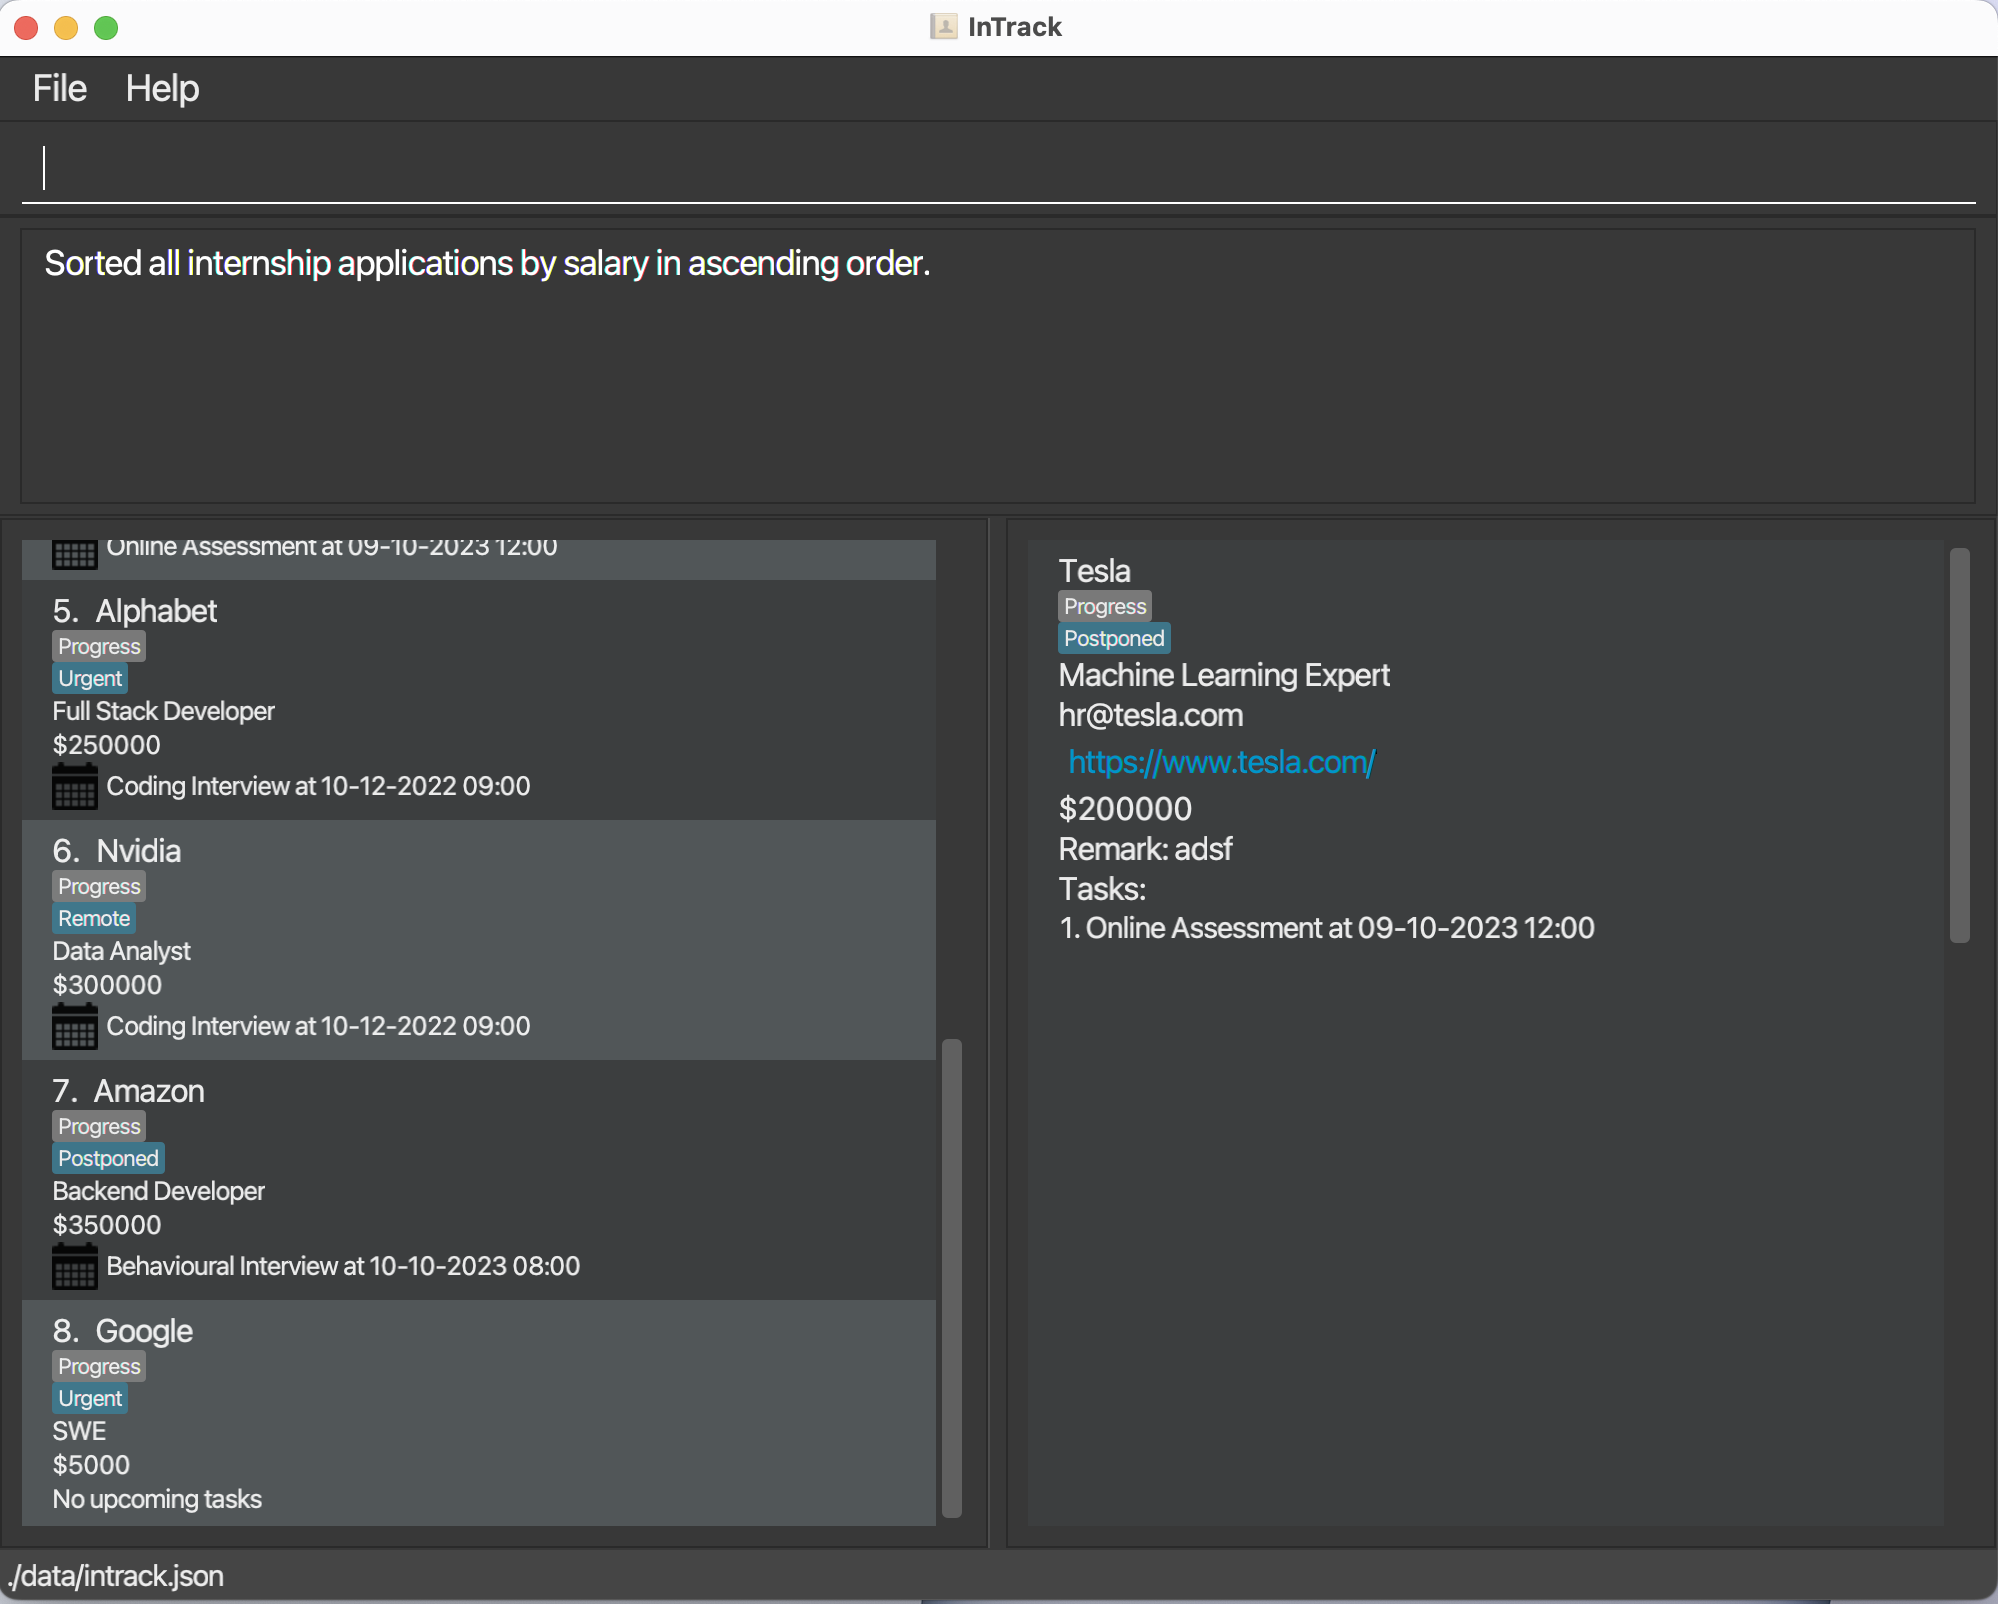 InTrack
File Help
Sorted all internship applications by salary in ascending order.
Online Assessment at 09-10-2023 12:00
5. Alphabet
Progress
Urgent
Full Stack Developer
$250000
Coding Interview at 10-12-2022 09:00
6. Nvidia
Progress
Remote
Data Analyst
$300000
Coding Interview at 10-12-2022 09:00
7. Amazon
Progress
Postponed
Backend Developer
$350000
Behavioural Interview at 10-10-2023 08:00
8. Google
Progress
Urgent
SWE
$5000
No upcoming tasks
Tesla
Progress
Postponed
Machine Learning Expert
hr@tesla.com
https://www.tesla.com/
$200000
Remark: adsf
Tasks:
1. Online Assessment at 09-10-2023 12:00
./data/intrack.json